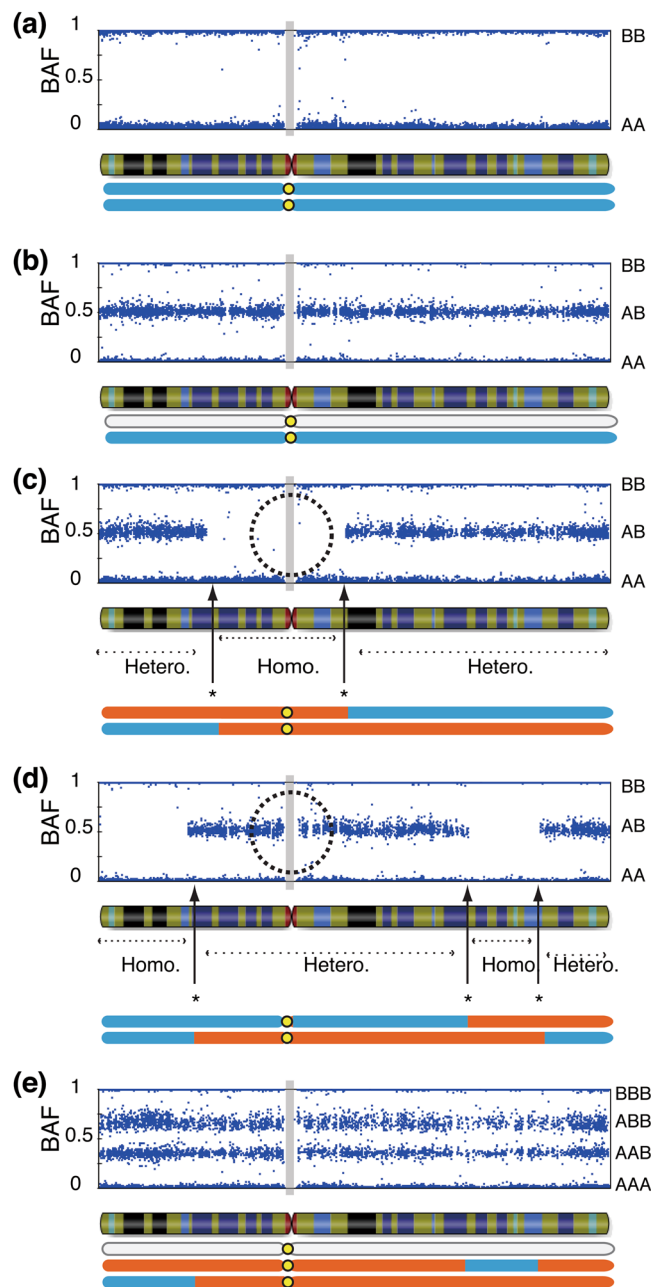 (a)
BAF
1
0.5
0
BB
AA
(b)
BAF
1
0.5
0
BB
AB
AA
(c)
BAF
1
0.5
0
BB
AB
AA
Hetero. Homo. Hetero.
* *
(d)
BAF
1
0.5
0
BB
AB
AA
Homo. Hetero. Homo. Hetero.
* * *
(e)
BAF
1
0.5
0
BBB
ABB
AAB
AAA